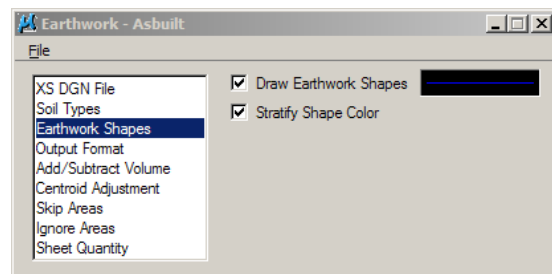 Earthwork - Asbuilt
File
XS DGN File
Soil Types
Earthwork Shapes
Output Format
Add/Subtract Volume
Centroid Adjustment
Skip Areas
Ignore Areas
Sheet Quantity
Draw Earthwork Shapes
Stratify Shape Color